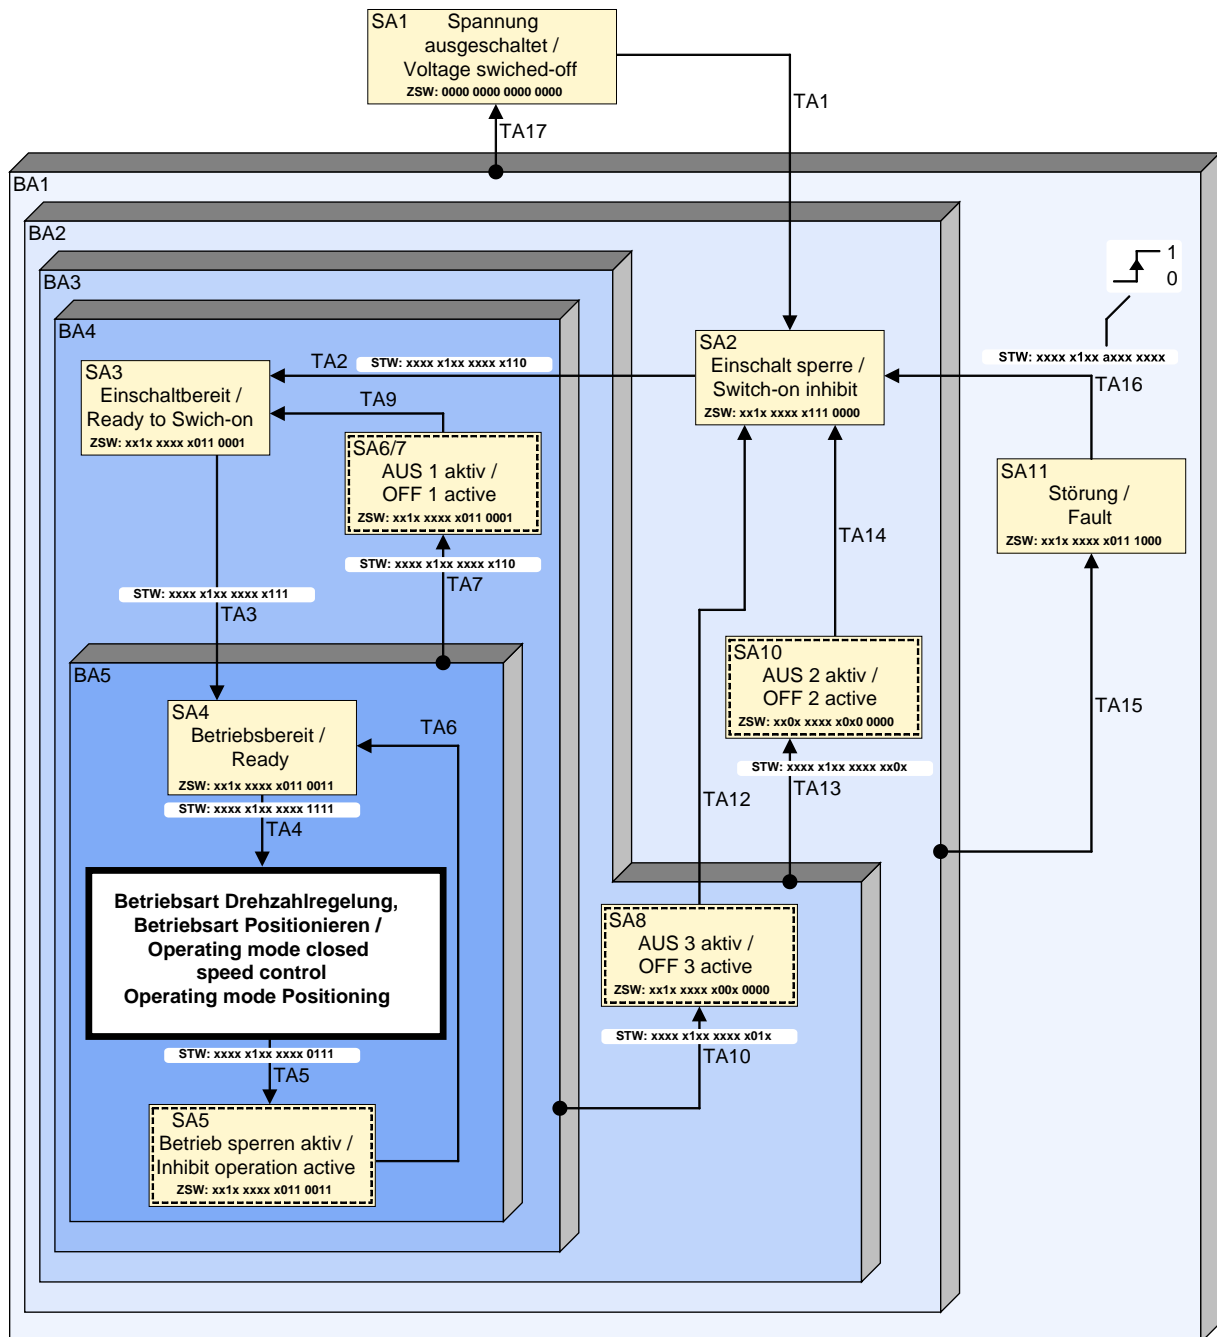 SA1 Spannung
ausgeschaltet /
Voltage swiched-off
ZSW: 0000 0000 0000 0000
TA1
TA17
BA1
BA2
1
0
BA3
BA4
SA2
Einschalt sperre /
Switch-on inhibit
ZSW: xx1x xxxx x111 0000
STW: xxxx x1xx axxx xxxx
TA16
TA2
STW: xxxx x1xx xxxx x110
SA3
Einschaltbereit /
Ready to Swich-on
ZSW: xx1x xxxx x011 0001
TA9
SA6/7
AUS 1 aktiv /
OFF 1 active
ZSW: xx1x xxxx x011 0001
SA11
Störung /
Fault
ZSW: xx1x xxxx x011 1000
TA14
STW: xxxx x1xx xxxx x110
TA7
STW: xxxx x1xx xxxx x111
TA3
SA10
AUS 2 aktiv /
OFF 2 active
ZSW: xx0x xxxx x0x0 0000
BA5
TA15
SA4
Betriebsbereit /
Ready
ZSW: xx1x xxxx x011 0011
TA6
STW: xxxx x1xx xxxx xx0x
TA13
TA12
STW: xxxx x1xx xxxx 1111
TA4
Betriebsart Drehzahlregelung,
Betriebsart Positionieren /
Operating mode closed
speed control
Operating mode Positioning
SA8
AUS 3 aktiv /
OFF 3 active
ZSW: xx1x xxxx x00x 0000
STW: xxxx x1xx xxxx x01x
TA10
STW: xxxx x1xx xxxx 0111
TA5
SA5
Betrieb sperren aktiv /
Inhibit operation active
ZSW: xx1x xxxx x011 0011